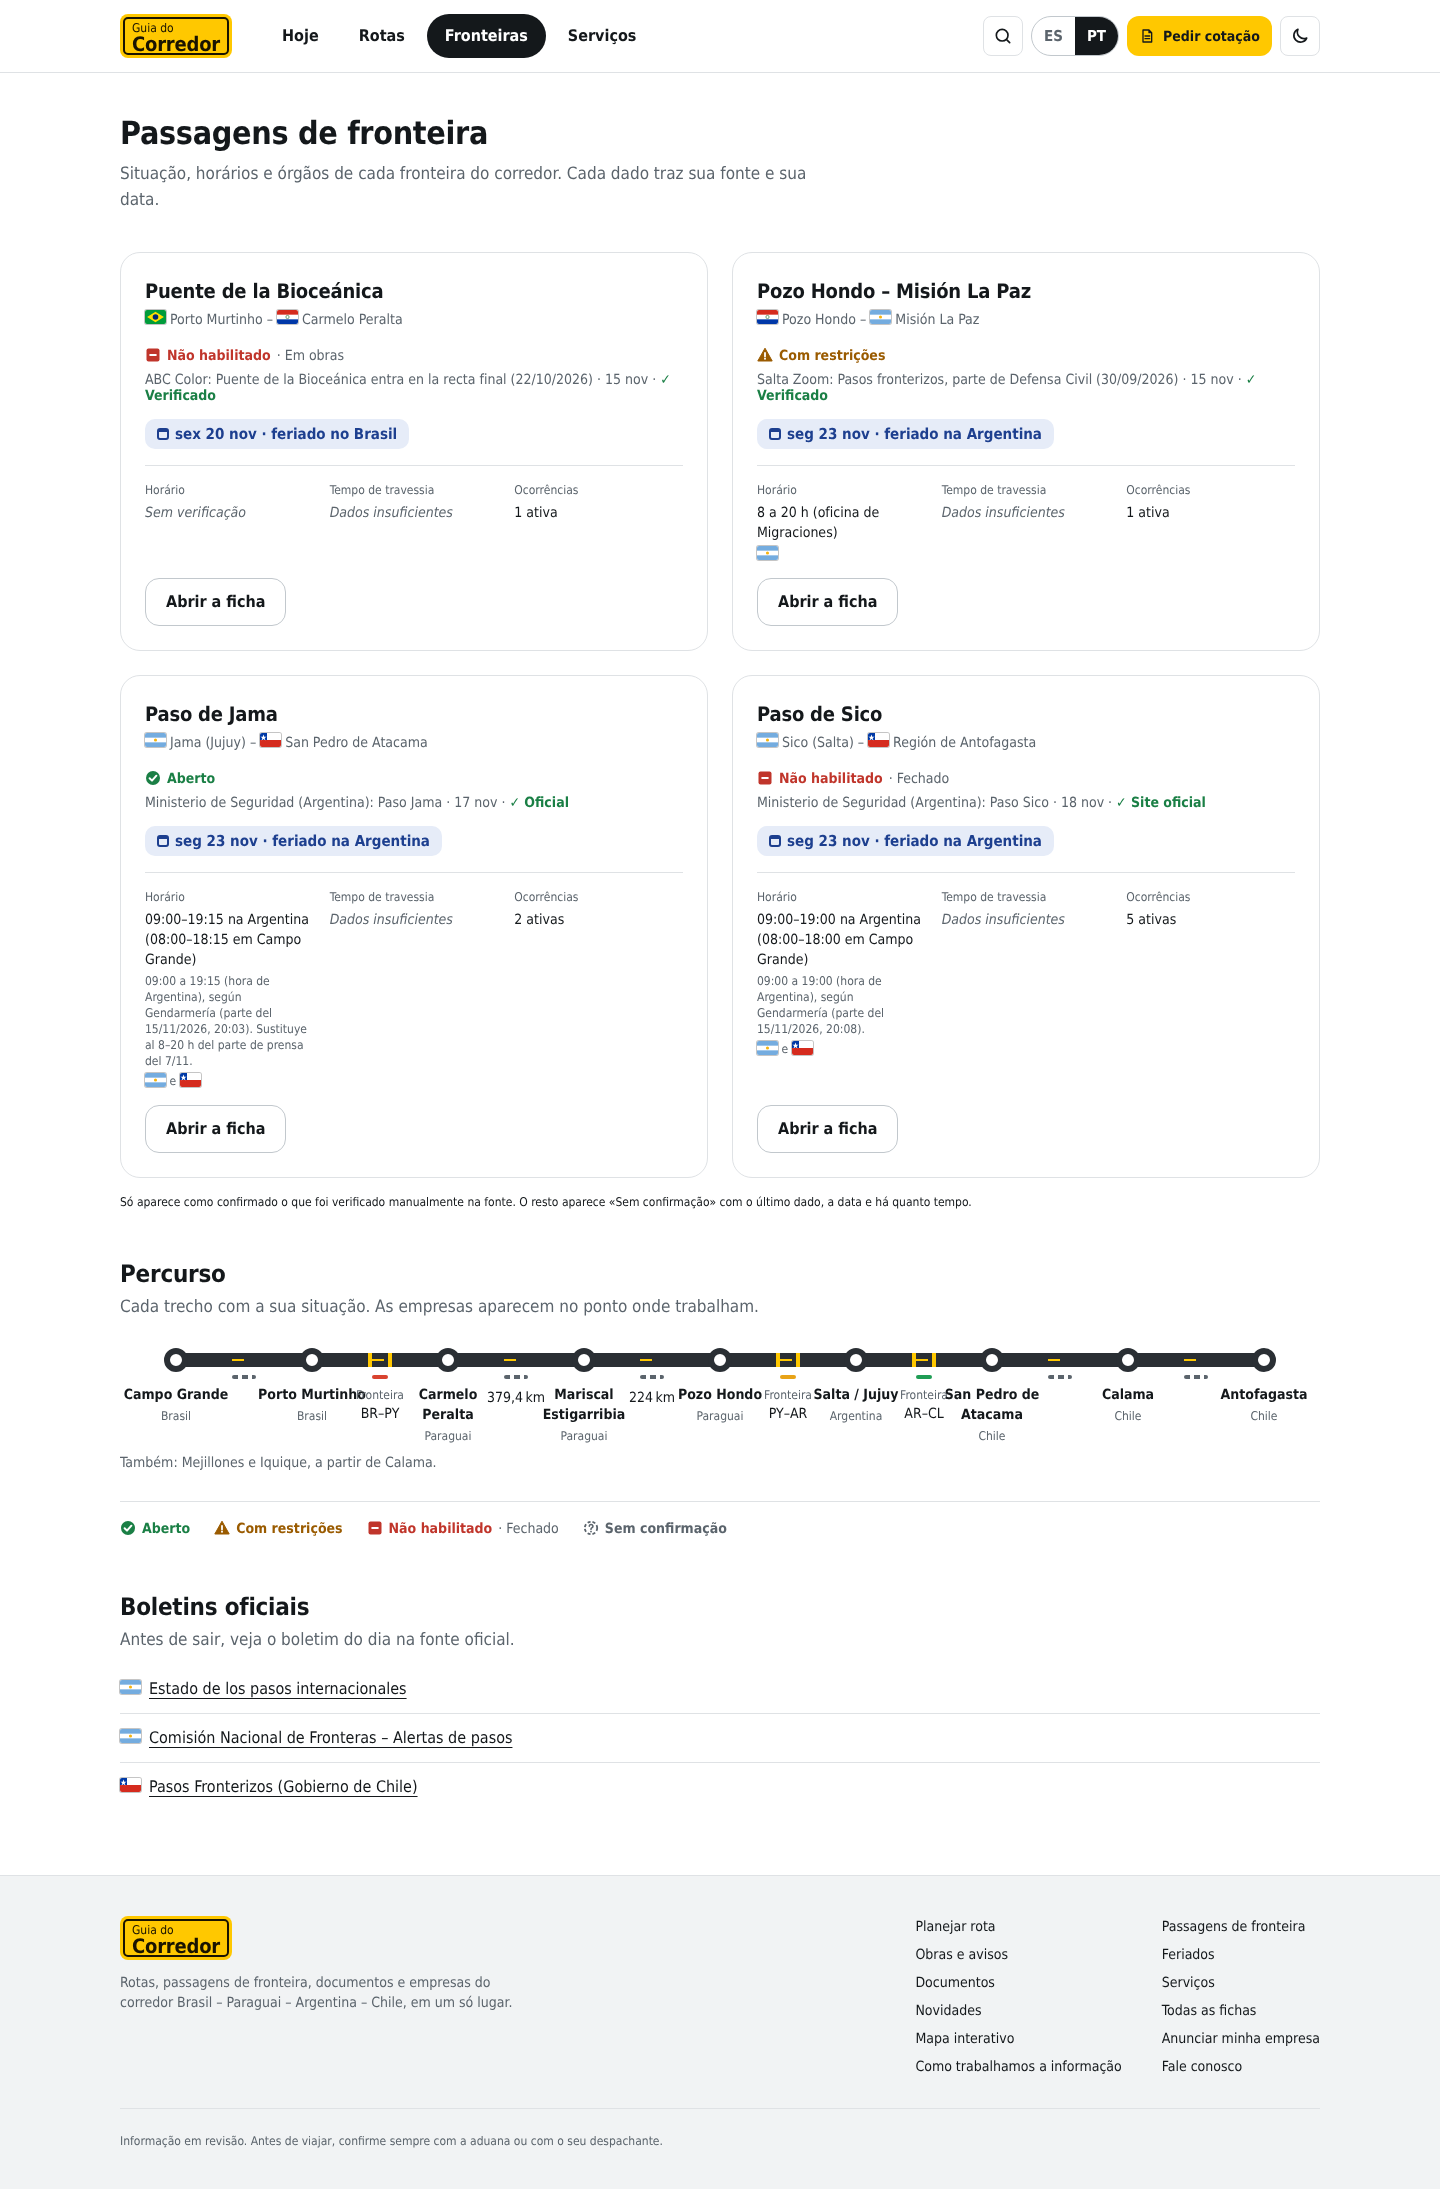 Guia do
Corredor
Hoje
Rotas
Fronteiras
Serviços
ES
PT
Pedir cotação
Passagens de fronteira
Situação, horários e órgãos de cada fronteira do corredor. Cada dado traz sua fonte e sua
data.
Puente de la Bioceánica
Porto Murtinho – Carmelo Peralta
Não habilitado · Em obras
ABC Color: Puente de la Bioceánica entra en la recta final (22/10/2026) · 15 nov · ✓
Verificado
sex 20 nov · feriado no Brasil
Horário
Tempo de travessia
Ocorrências
Sem verificação
Dados insuficientes
1 ativa
Abrir a ficha
Pozo Hondo – Misión La Paz
Pozo Hondo – Misión La Paz
Com restrições
Salta Zoom: Pasos fronterizos, parte de Defensa Civil (30/09/2026) · 15 nov · ✓
Verificado
seg 23 nov · feriado na Argentina
Horário
Tempo de travessia
Ocorrências
8 a 20 h (oficina de
Migraciones)
Dados insuficientes
1 ativa
Abrir a ficha
Paso de Jama
Jama (Jujuy) – San Pedro de Atacama
Aberto
Ministerio de Seguridad (Argentina): Paso Jama · 17 nov · ✓ Oficial
seg 23 nov · feriado na Argentina
Horário
Tempo de travessia
Ocorrências
09:00–19:15 na Argentina
(08:00–18:15 em Campo
Grande)
Dados insuficientes
2 ativas
09:00 a 19:15 (hora de
Argentina), según
Gendarmería (parte del
15/11/2026, 20:03). Sustituye
al 8–20 h del parte de prensa
del 7/11.
e
Abrir a ficha
Paso de Sico
Sico (Salta) – Región de Antofagasta
Não habilitado · Fechado
Ministerio de Seguridad (Argentina): Paso Sico · 18 nov · ✓ Site oficial
seg 23 nov · feriado na Argentina
Horário
Tempo de travessia
Ocorrências
09:00–19:00 na Argentina
(08:00–18:00 em Campo
Grande)
Dados insuficientes
5 ativas
09:00 a 19:00 (hora de
Argentina), según
Gendarmería (parte del
15/11/2026, 20:08).
e
Abrir a ficha
Só aparece como confirmado o que foi verificado manualmente na fonte. O resto aparece «Sem confirmação» com o último dado, a data e há quanto tempo.
Percurso
Cada trecho com a sua situação. As empresas aparecem no ponto onde trabalham.
Campo Grande
Brasil
Porto Murtinho
Brasil
Fronteira
BR–PY
Carmelo
Peralta
Paraguai
379,4 km
Mariscal
Estigarribia
Paraguai
224 km
Pozo Hondo
Paraguai
Fronteira
PY–AR
Salta / Jujuy
Argentina
Fronteira
AR–CL
San Pedro de
Atacama
Chile
Calama
Chile
Antofagasta
Chile
Também: Mejillones e Iquique, a partir de Calama.
Aberto
Com restrições
Não habilitado · Fechado
Sem confirmação
Boletins oficiais
Antes de sair, veja o boletim do dia na fonte oficial.
Estado de los pasos internacionales
Comisión Nacional de Fronteras – Alertas de pasos
Pasos Fronterizos (Gobierno de Chile)
Guia do
Corredor
Rotas, passagens de fronteira, documentos e empresas do
corredor Brasil – Paraguai – Argentina – Chile, em um só lugar.
Planejar rota
Obras e avisos
Documentos
Novidades
Mapa interativo
Como trabalhamos a informação
Passagens de fronteira
Feriados
Serviços
Todas as fichas
Anunciar minha empresa
Fale conosco
Informação em revisão. Antes de viajar, confirme sempre com a aduana ou com o seu despachante.